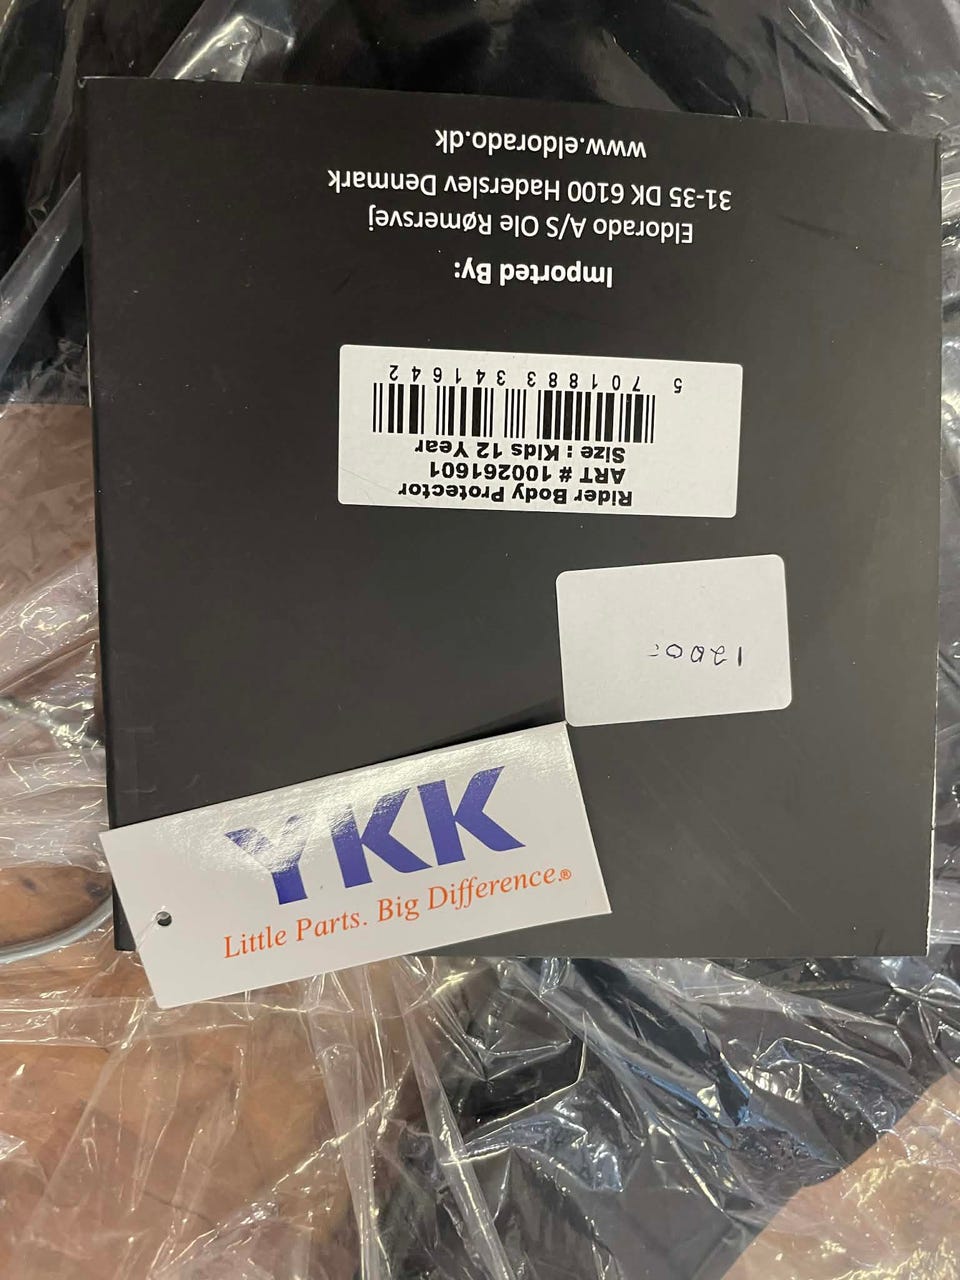 Imported By:
Eldorado A/S Ole Rømersvej
31-35 DK 6100 Haderslev Denmark
www.eldorado.dk
Rider Body Protector
ART # 100261601
Size : Kids 12 Year
5 701883 341642
1200,-
YKK
Little Parts. Big Difference.®